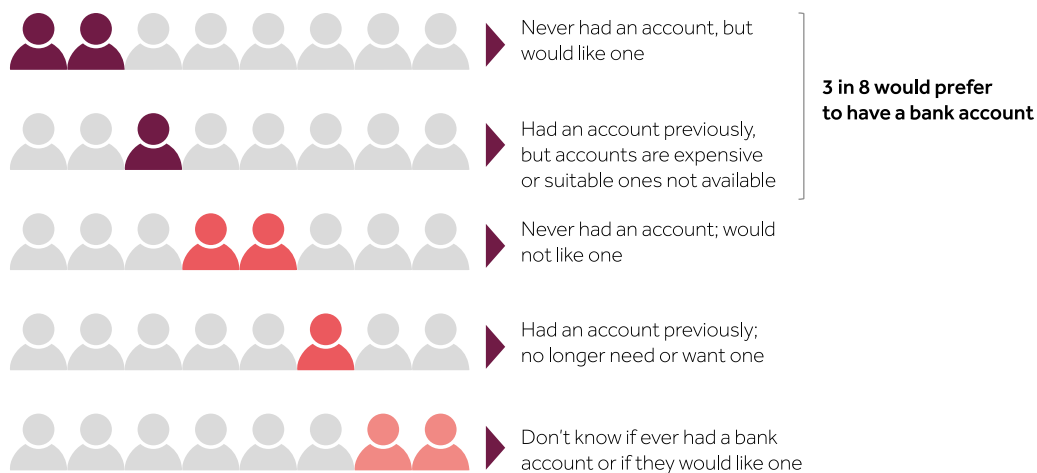 Never had an account, but
would like one
3 in 8 would prefer
to have a bank account
Had an account previously,
but accounts are expensive
or suitable ones not available
Never had an account; would
not like one
Had an account previously;
no longer need or want one
Don't know if ever had a bank
account or if they would like one